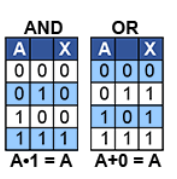 AND OR
A X A X
0 0 0 0 0 0
0 1 0 0 1 1
1 0 0 1 0 1
1 1 1 1 1 1
A•1 = A A+0 = A